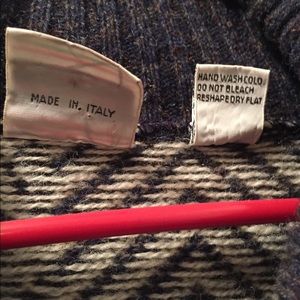 MADE IN, ITALY
HAND WASH COLD
DO NOT BLEACH
RESHAPE DRY FLAT